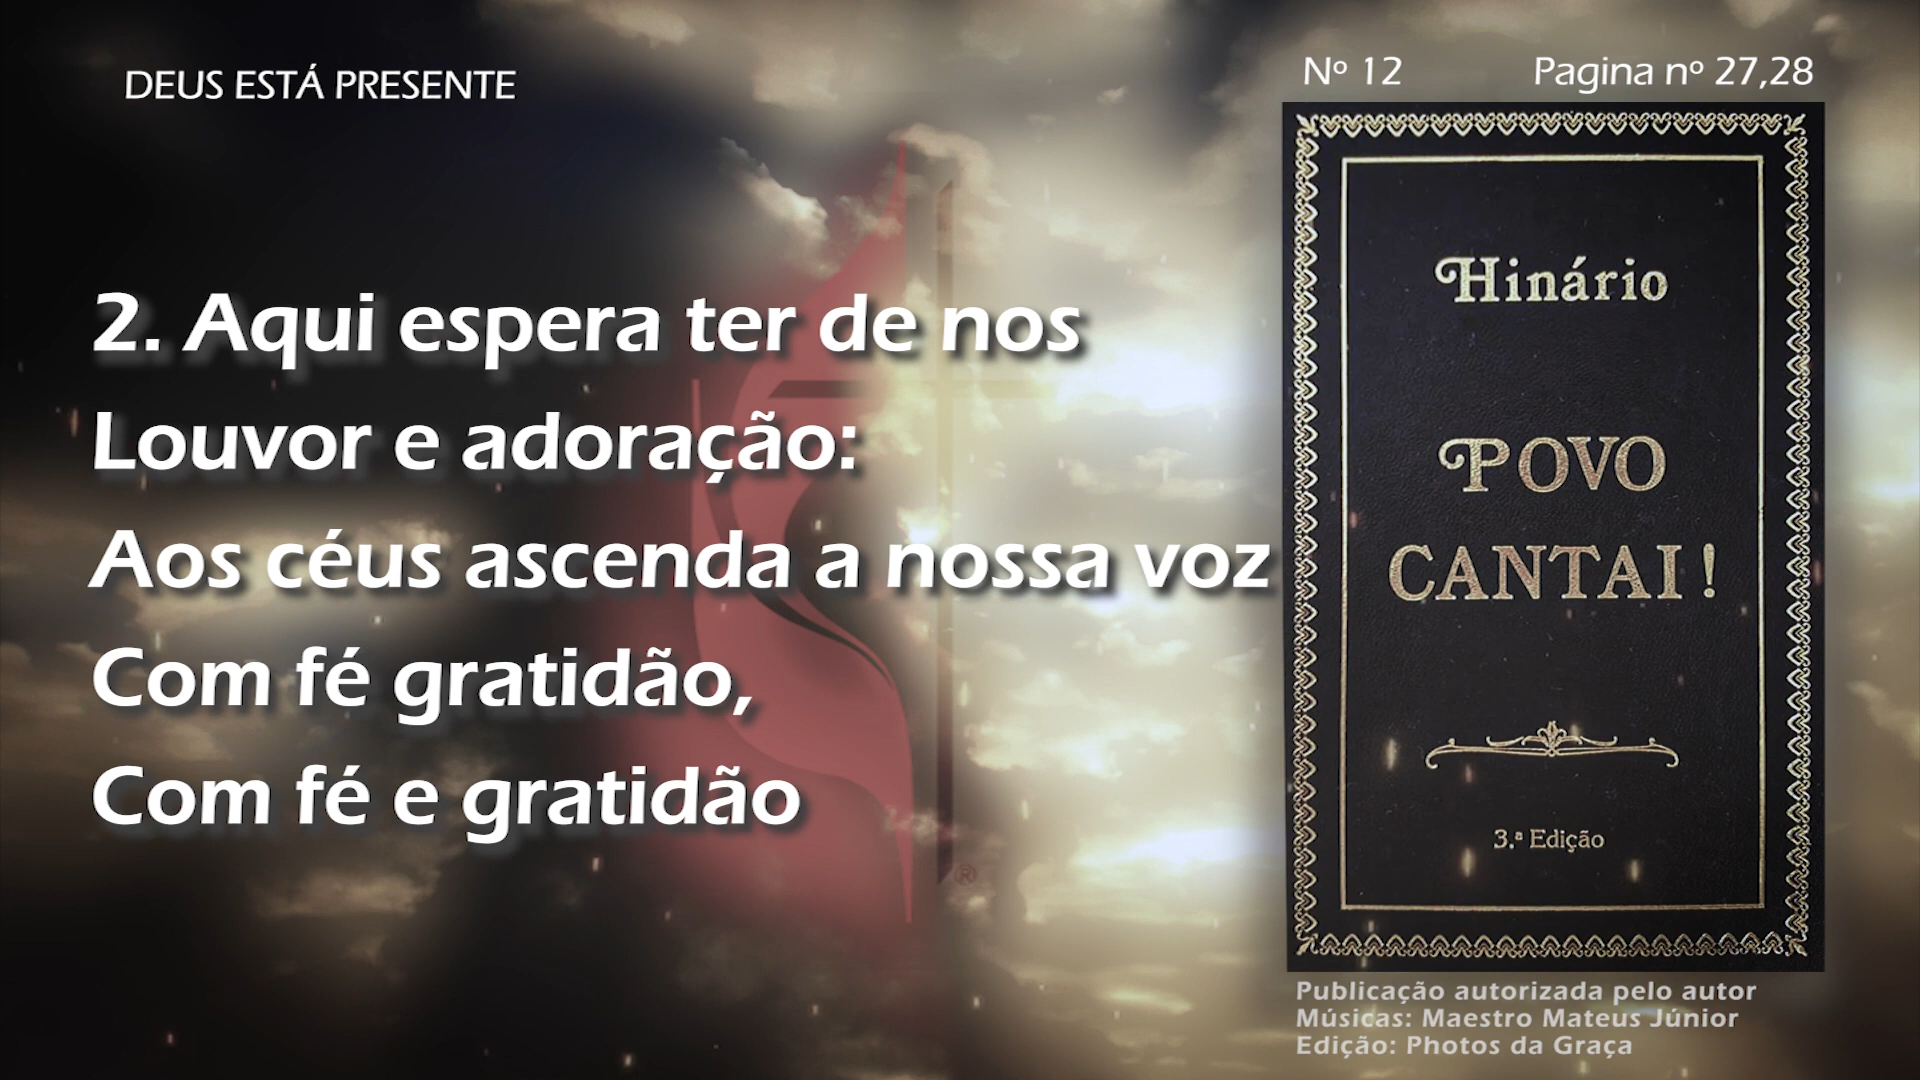 DEUS ESTÁ PRESENTE
Nº 12
Pagina nº 27,28
2. Aqui espera ter de nos
Louvor e adoração:
Aos céus ascenda a nossa voz
Com fé gratidão,
Com fé e gratidão
Hinário
POVO
CANTAI!
3.ª Edição
®
Publicação autorizada pelo autor
Músicas: Maestro Mateus Júnior
Edição: Photos da Graça